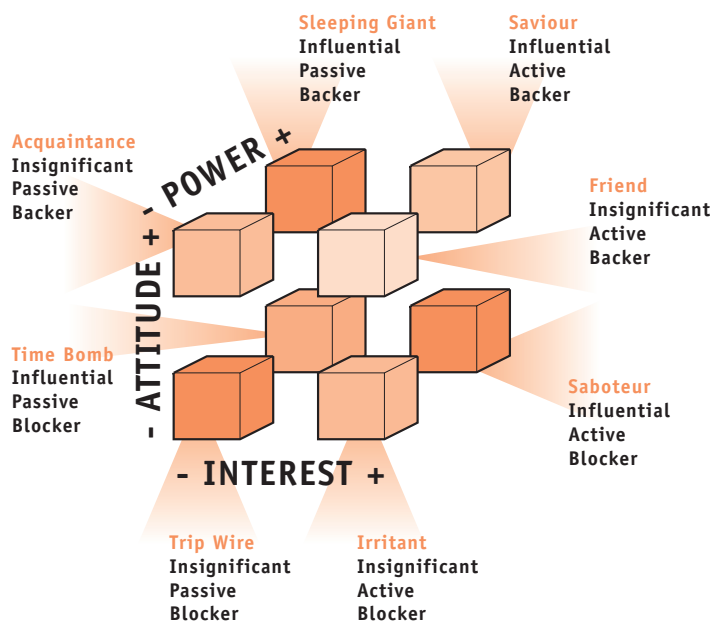 Sleeping Giant
Influential
Passive
Backer
Saviour
Influential
Active
Backer
Acquaintance
Insignificant
Passive
Backer
- POWER +
Friend
Insignificant
Active
Backer
- ATTITUDE +
Time Bomb
Influential
Passive
Blocker
Saboteur
Influential
Active
Blocker
- INTEREST +
Trip Wire
Insignificant
Passive
Blocker
Irritant
Insignificant
Active
Blocker